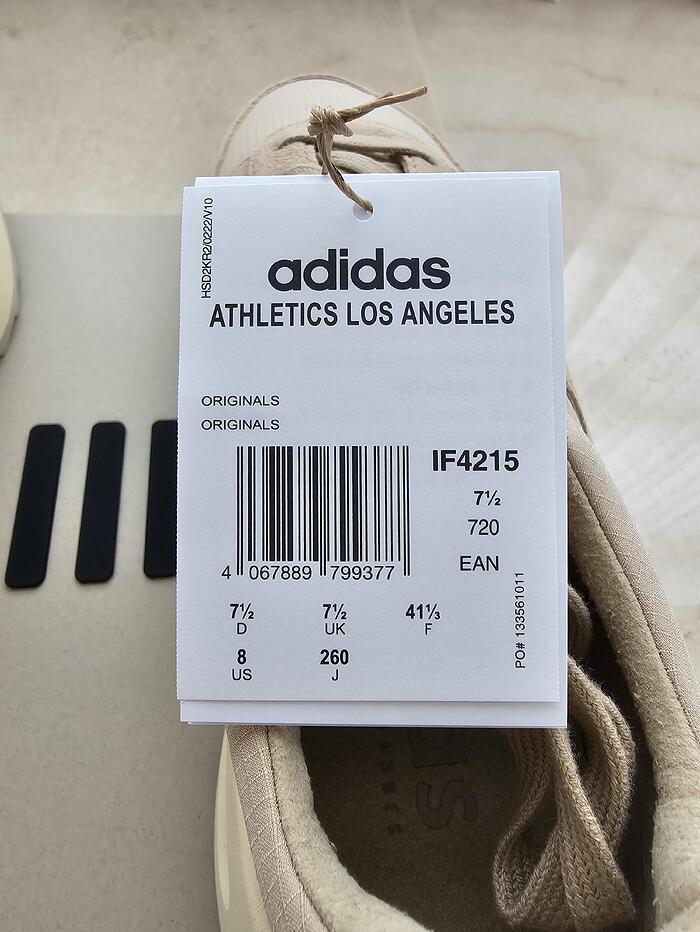 HSD2KR2/0222/V10
adidas
ATHLETICS LOS ANGELES
ORIGINALS
ORIGINALS
IF4215
7½
720
EAN
4 067889 799377
PO# 133561011
7½ 7½ 41⅓
D UK F
8 260
US J